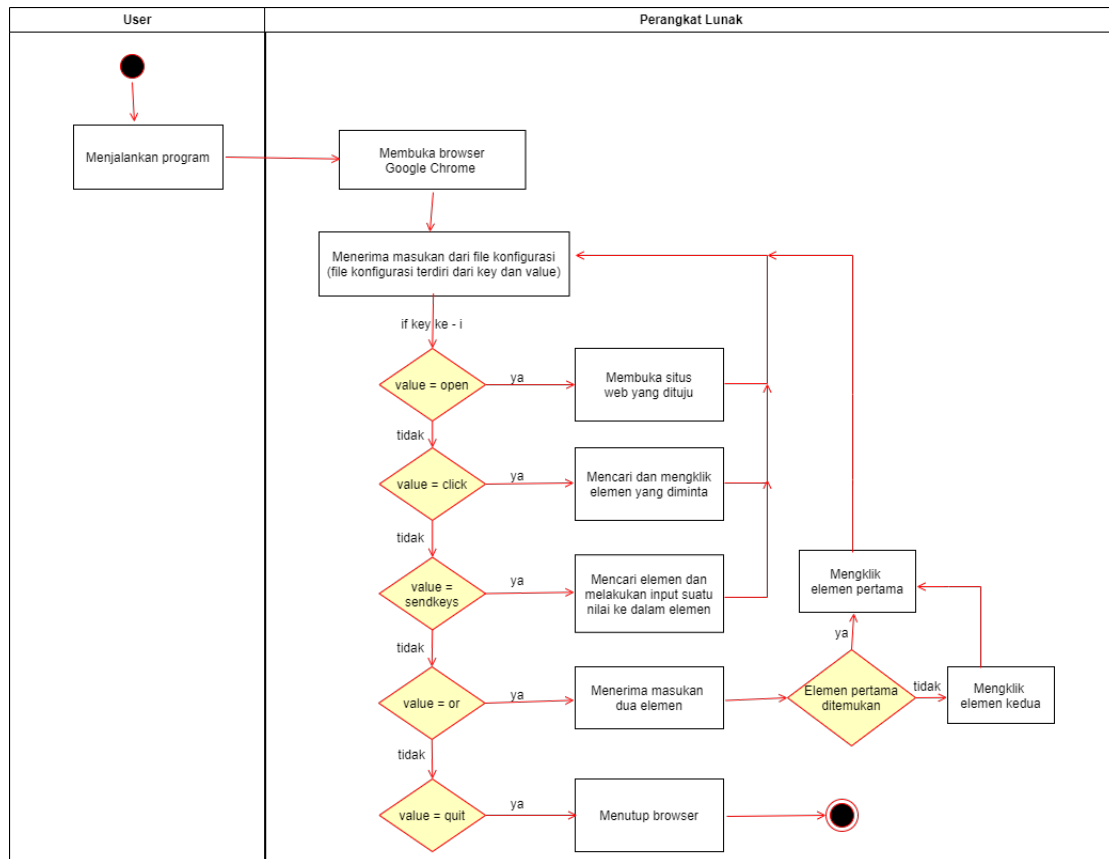 User
Perangkat Lunak
Menjalankan program
Membuka browser
Google Chrome
Menerima masukan dari file konfigurasi
(file konfigurasi terdiri dari key dan value)
if key ke - i
value = open
ya
Membuka situs
web yang dituju
tidak
value = click
ya
Mencari dan mengklik
elemen yang diminta
tidak
value =
sendkeys
ya
Mencari elemen dan
melakukan input suatu
nilai ke dalam elemen
Mengklik
elemen pertama
ya
tidak
value = or
ya
Menerima masukan
dua elemen
Elemen pertama
ditemukan
tidak
Mengklik
elemen kedua
tidak
value = quit
ya
Menutup browser